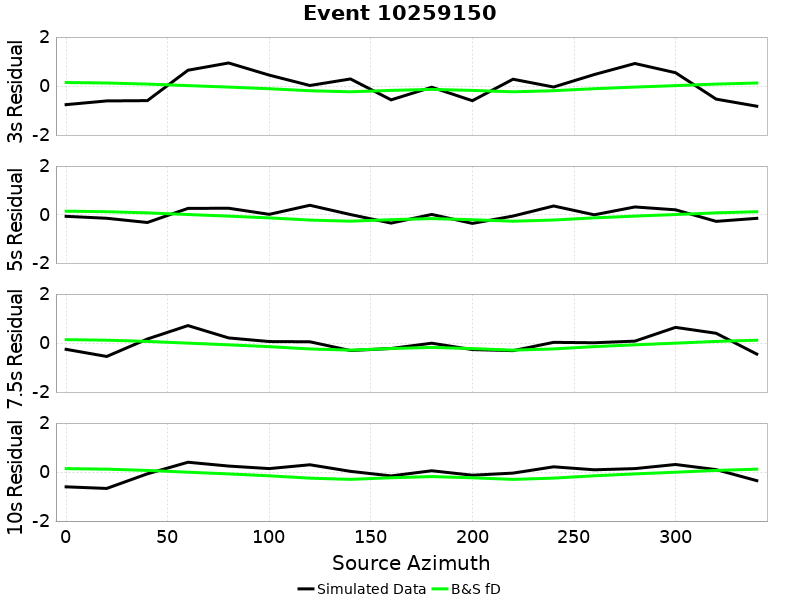 Event 10259150
3s Residual
2
0
-2
5s Residual
2
0
-2
7.5s Residual
2
0
-2
10s Residual
2
0
-2
0 50 100 150 200 250 300
Source Azimuth
Simulated Data B&S fD